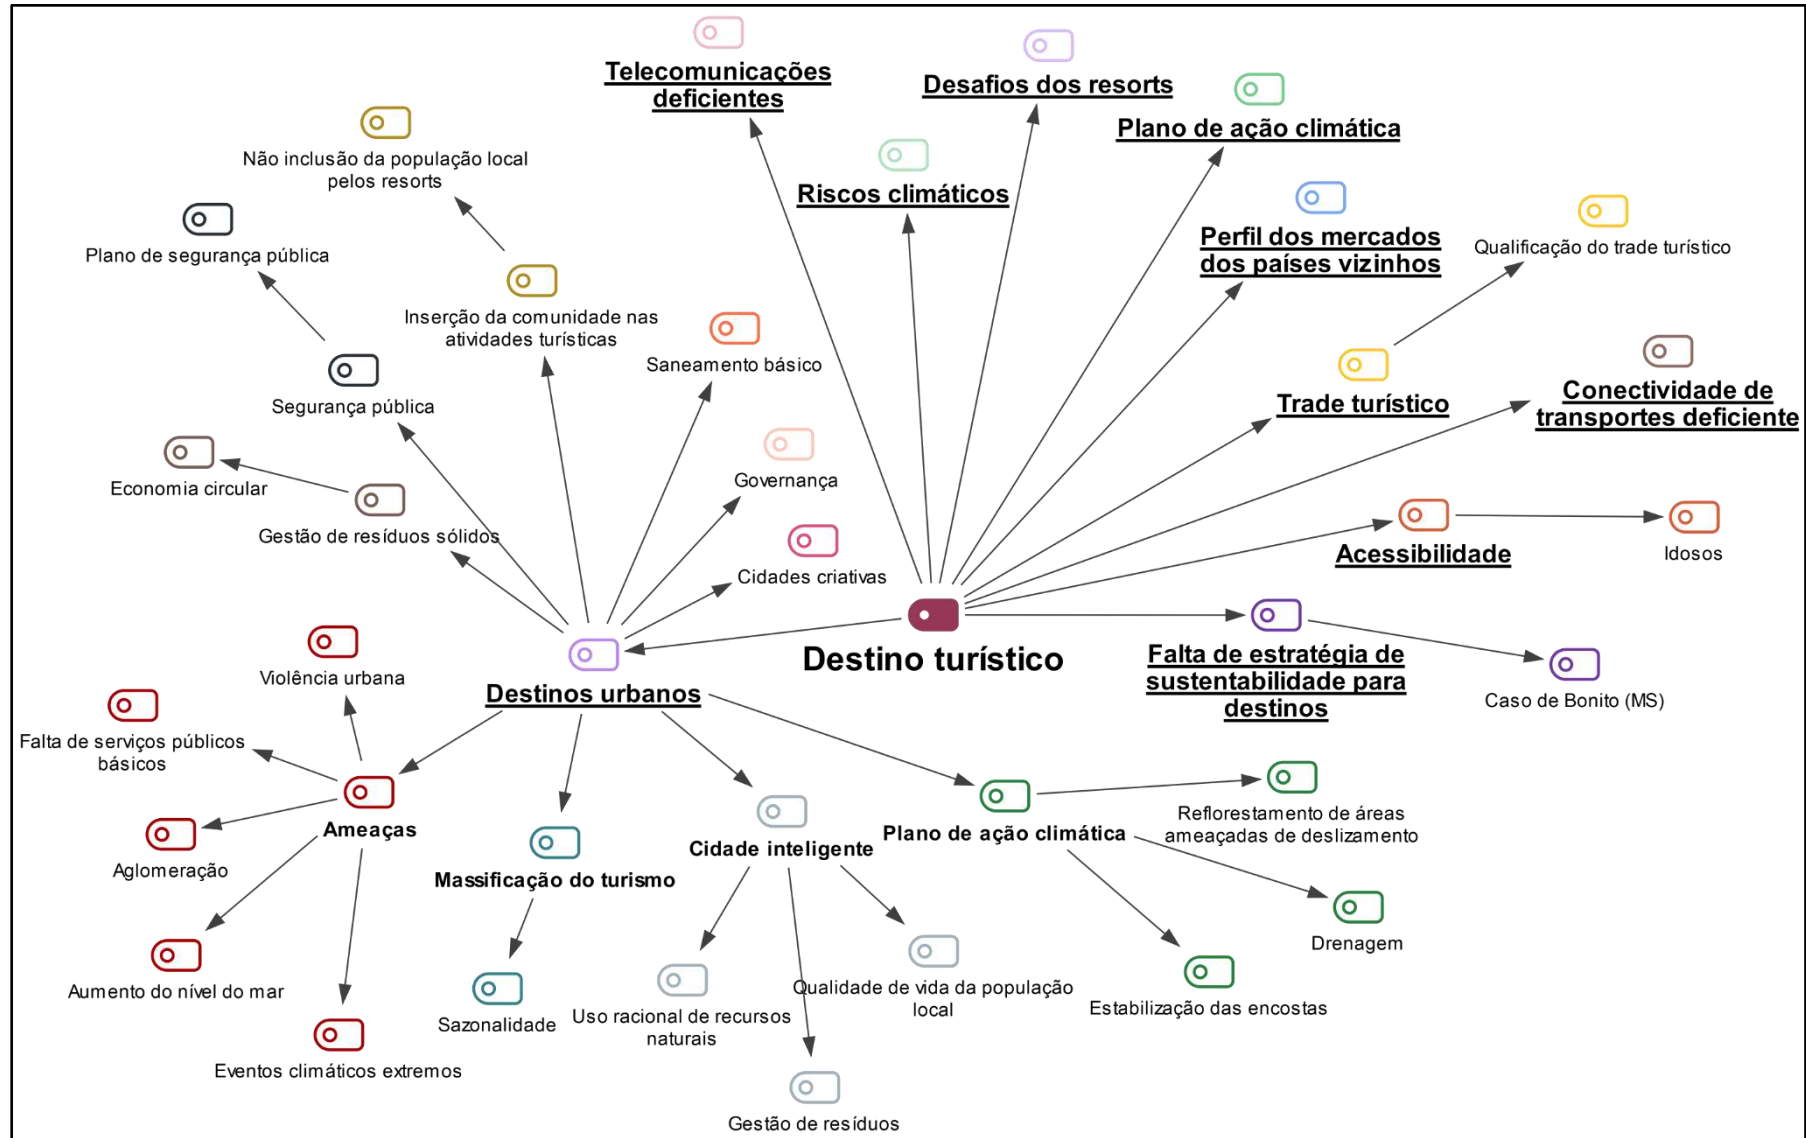 Telecomunicações
deficientes
Desafios dos resorts
Plano de ação climática
Não inclusão da população local
pelos resorts
Riscos climáticos
Perfil dos mercados
dos países vizinhos
Qualificação do trade turístico
Plano de segurança pública
Inserção da comunidade nas
atividades turísticas
Saneamento básico
Trade turístico
Conectividade de
transportes deficiente
Segurança pública
Governança
Economia circular
Gestão de resíduos sólidos
Cidades criativas
Acessibilidade
Idosos
Destino turístico
Falta de estratégia de
sustentabilidade para
destinos
Caso de Bonito (MS)
Destinos urbanos
Violência urbana
Falta de serviços públicos
básicos
Ameaças
Aglomeração
Massificação do turismo
Cidade inteligente
Plano de ação climática
Reflorestamento de áreas
ameaçadas de deslizamento
Drenagem
Aumento do nível do mar
Sazonalidade
Uso racional de recursos
naturais
Qualidade de vida da população
local
Estabilização das encostas
Eventos climáticos extremos
Gestão de resíduos